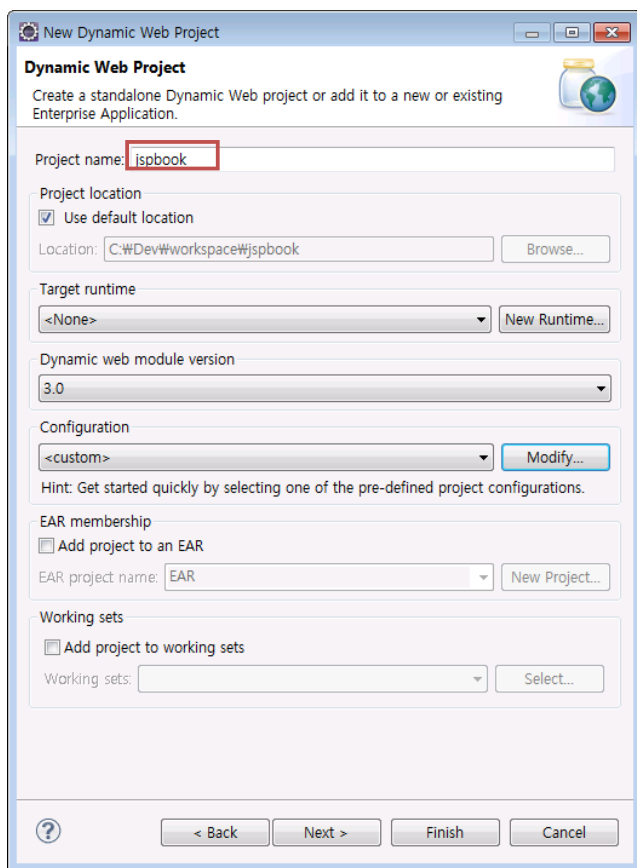 New Dynamic Web Project
Dynamic Web Project
Create a standalone Dynamic Web project or add it to a new or existing
Enterprise Application.
Project name: jspbook
Project location
Use default location
Location: C:₩Dev₩workspace₩jspbook Browse...
Target runtime
<None> New Runtime...
Dynamic web module version
3.0
Configuration
<custom> Modify...
Hint: Get started quickly by selecting one of the pre-defined project configurations.
EAR membership
Add project to an EAR
EAR project name: EAR New Project...
Working sets
Add project to working sets
Working sets: Select...
? < Back Next > Finish Cancel